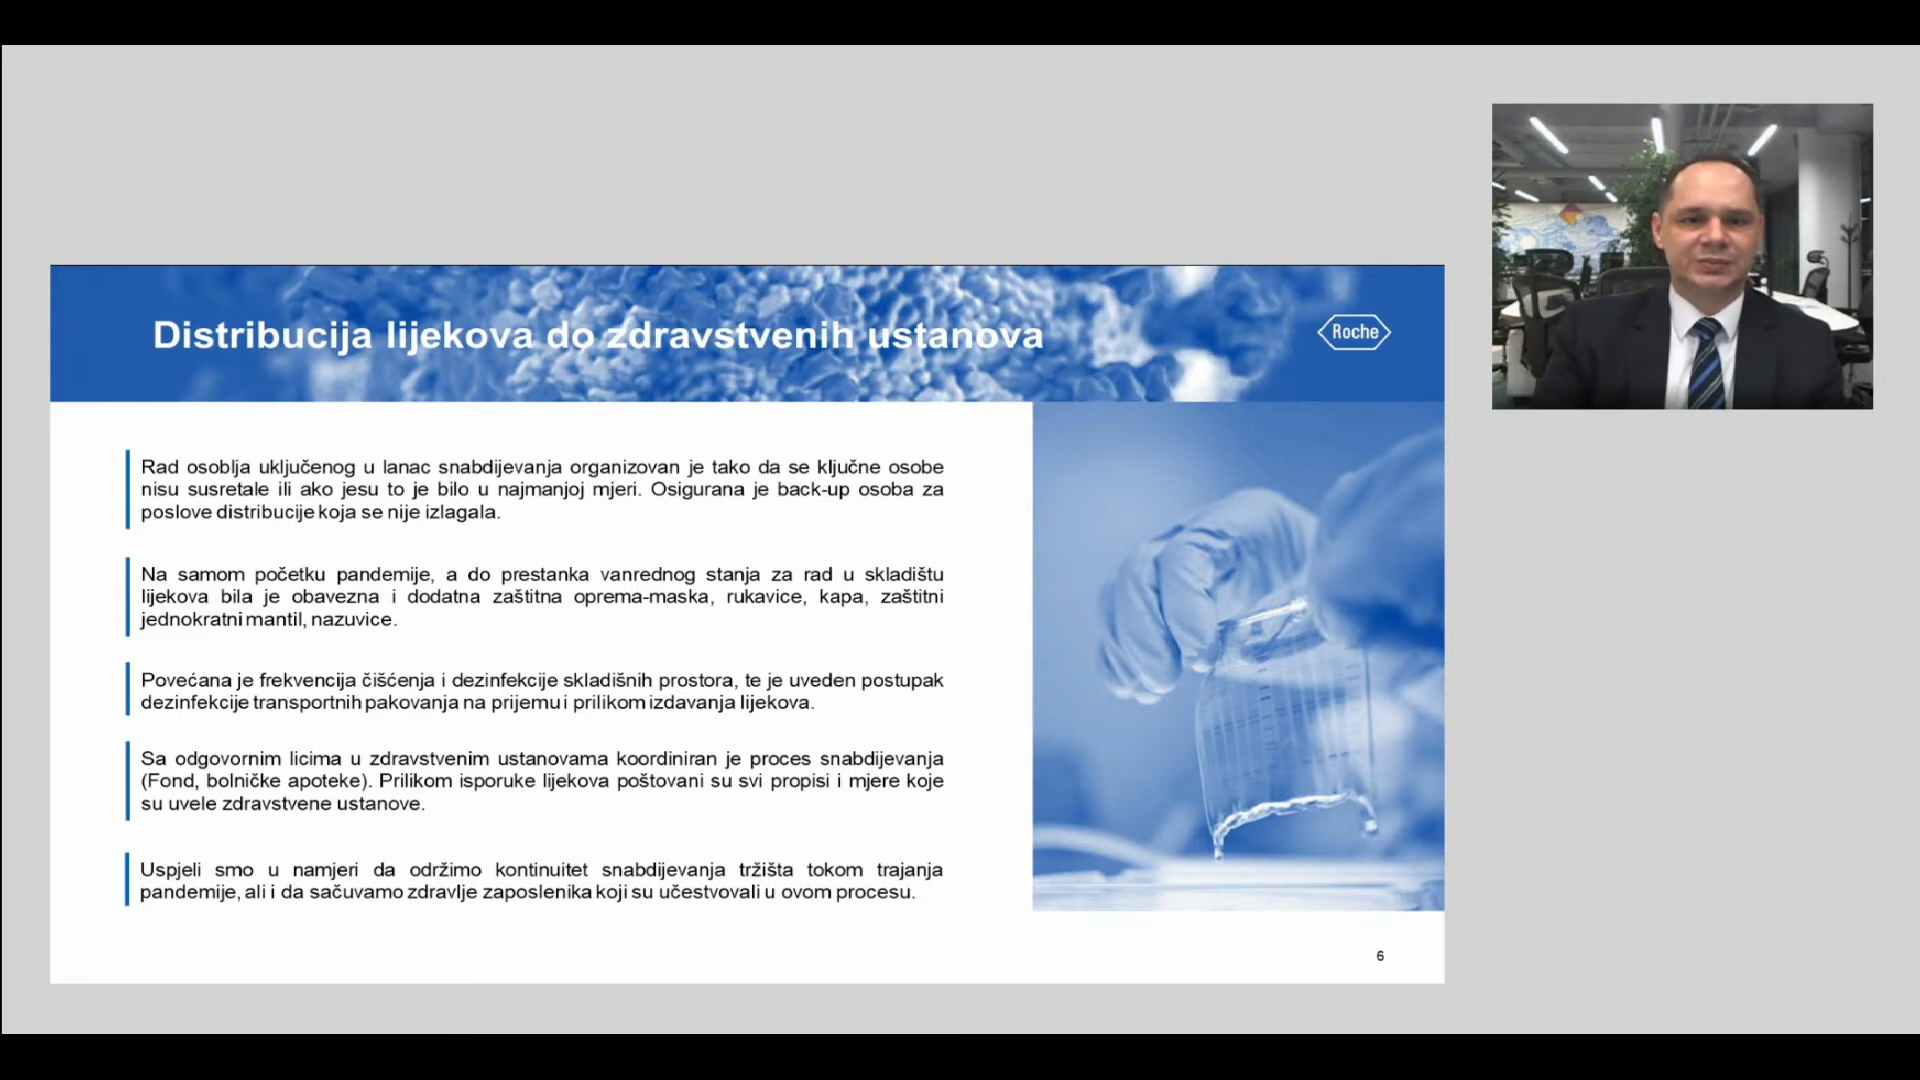 Distribucija lijekova do zdravstvenih ustanova
Roche
Rad osoblja uključenog u lanac snabdijevanja organizovan je tako da se ključne osobe
nisu susretale ili ako jesu to je bilo u najmanjoj mjeri. Osigurana je back-up osoba za
poslove distribucije koja se nije izlagala.
Na samom početku pandemije, a do prestanka vanrednog stanja za rad u skladištu
lijekova bila je obavezna i dodatna zaštitna oprema-maska, rukavice, kapa, zaštitni
jednokratni mantil, nazuvice.
Povećana je frekvencija čišćenja i dezinfekcije skladišnih prostora, te je uveden postupak
dezinfekcije transportnih pakovanja na prijemu i prilikom izdavanja lijekova.
Sa odgovornim licima u zdravstvenim ustanovama koordiniran je proces snabdijevanja
(Fond, bolničke apoteke). Prilikom isporuke lijekova poštovani su svi propisi i mjere koje
su uvele zdravstvene ustanove.
Uspjeli smo u namjeri da održimo kontinuitet snabdijevanja tržišta tokom trajanja
pandemije, ali i da sačuvamo zdravlje zaposlenika koji su učestvovali u ovom procesu.
6